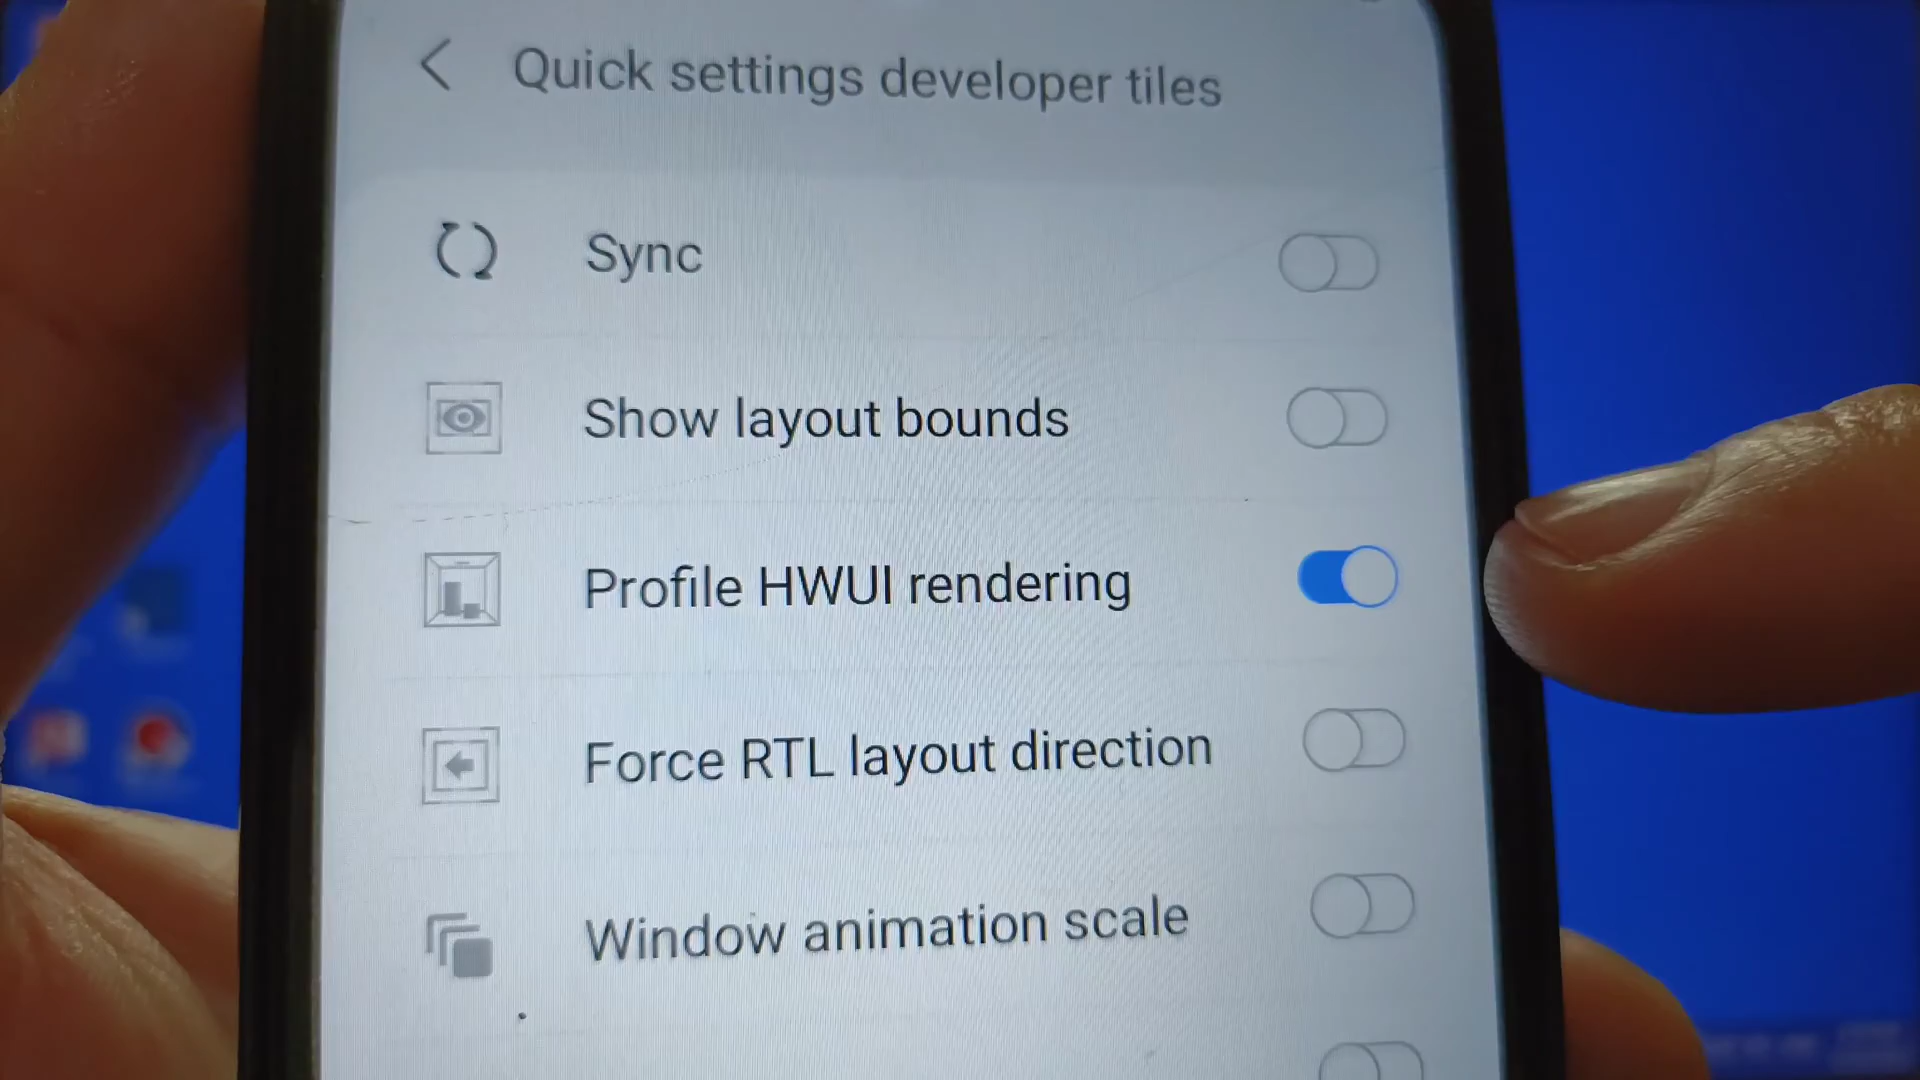 Quick settings developer tiles
Sync
Show layout bounds
Profile HWUI rendering
Force RTL layout direction
Window animation scale